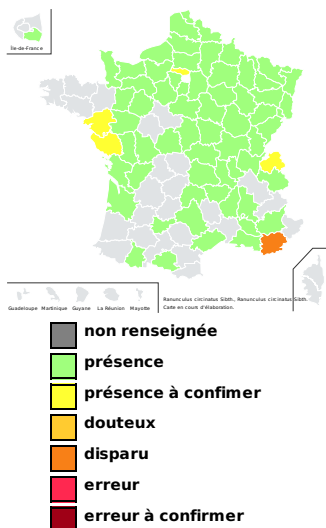 Île-de-France
Guadeloupe Martinique Guyane La Réunion Mayotte
Ranunculus circinatus Sibth., Ranunculus circinatus Sibth.
Carte en cours d'élaboration.
non renseignée
présence
présence à confimer
douteux
disparu
erreur
erreur à confirmer